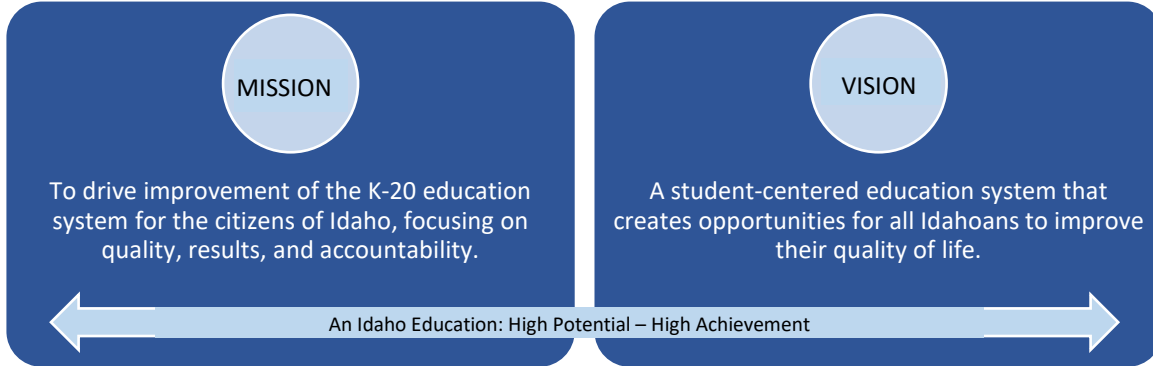 MISSION
To drive improvement of the K-20 education
system for the citizens of Idaho, focusing on
quality, results, and accountability.
VISION
A student-centered education system that
creates opportunities for all Idahoans to improve
their quality of life.
An Idaho Education: High Potential – High Achievement